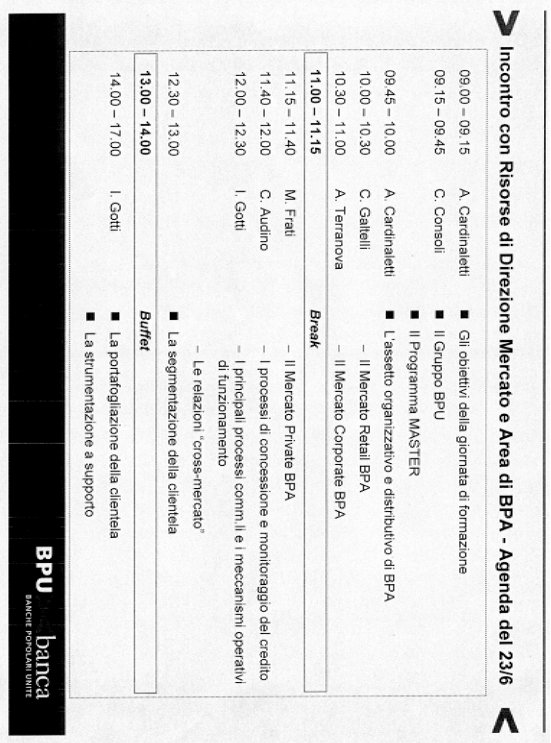 Incontro con Risorse di Direzione Mercato e Area di BPA - Agenda del 23/6
09.00 – 09.15 A. Cardinaletti ■ Gli obiettivi della giornata di formazione
09.15 – 09.45 C. Consoli ■ Il Gruppo BPU
■ Il Programma MASTER
09.45 – 10.00 A. Cardinaletti ■ L'assetto organizzativo e distributivo di BPA
10.00 – 10.30 C. Galtelli – Il Mercato Retail BPA
10.30 – 11.00 A. Terranova – Il Mercato Corporate BPA
11.00 – 11.15 Break
11.15 – 11.40 M. Frati – Il Mercato Private BPA
11.40 – 12.00 C. Audino – I processi di concessione e monitoraggio del credito
12.00 – 12.30 I. Gotti – I principali processi comm.li e i meccanismi operativi
di funzionamento
– Le relazioni "cross-mercato"
12.30 – 13.00 ■ La segmentazione della clientela
13.00 – 14.00 Buffet
14.00 – 17.00 I. Gotti ■ La portafogliazione della clientela
■ La strumentazione a supporto
BPU banca
BANCHE POPOLARI UNITE